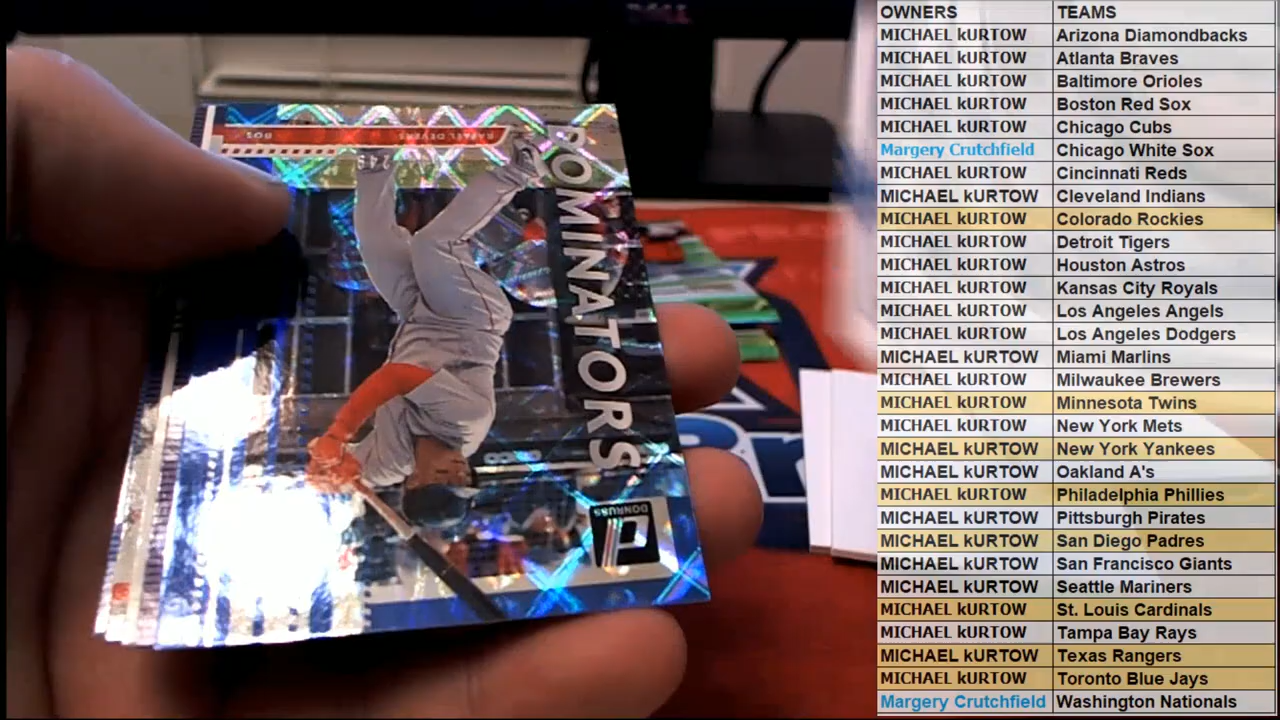 DELL
BOS
RAFAEL DEVERS
249
DOMINATORS
DONRUSS
OWNERS TEAMS
MICHAEL kURTOW Arizona Diamondbacks
MICHAEL kURTOW Atlanta Braves
MICHAEL kURTOW Baltimore Orioles
MICHAEL kURTOW Boston Red Sox
MICHAEL kURTOW Chicago Cubs
Margery Crutchfield Chicago White Sox
MICHAEL kURTOW Cincinnati Reds
MICHAEL kURTOW Cleveland Indians
MICHAEL kURTOW Colorado Rockies
MICHAEL kURTOW Detroit Tigers
MICHAEL kURTOW Houston Astros
MICHAEL kURTOW Kansas City Royals
MICHAEL kURTOW Los Angeles Angels
MICHAEL kURTOW Los Angeles Dodgers
MICHAEL kURTOW Miami Marlins
MICHAEL kURTOW Milwaukee Brewers
MICHAEL kURTOW Minnesota Twins
MICHAEL kURTOW New York Mets
MICHAEL kURTOW New York Yankees
MICHAEL kURTOW Oakland A's
MICHAEL kURTOW Philadelphia Phillies
MICHAEL kURTOW Pittsburgh Pirates
MICHAEL kURTOW San Diego Padres
MICHAEL kURTOW San Francisco Giants
MICHAEL kURTOW Seattle Mariners
MICHAEL kURTOW St. Louis Cardinals
MICHAEL kURTOW Tampa Bay Rays
MICHAEL kURTOW Texas Rangers
MICHAEL kURTOW Toronto Blue Jays
Margery Crutchfield Washington Nationals